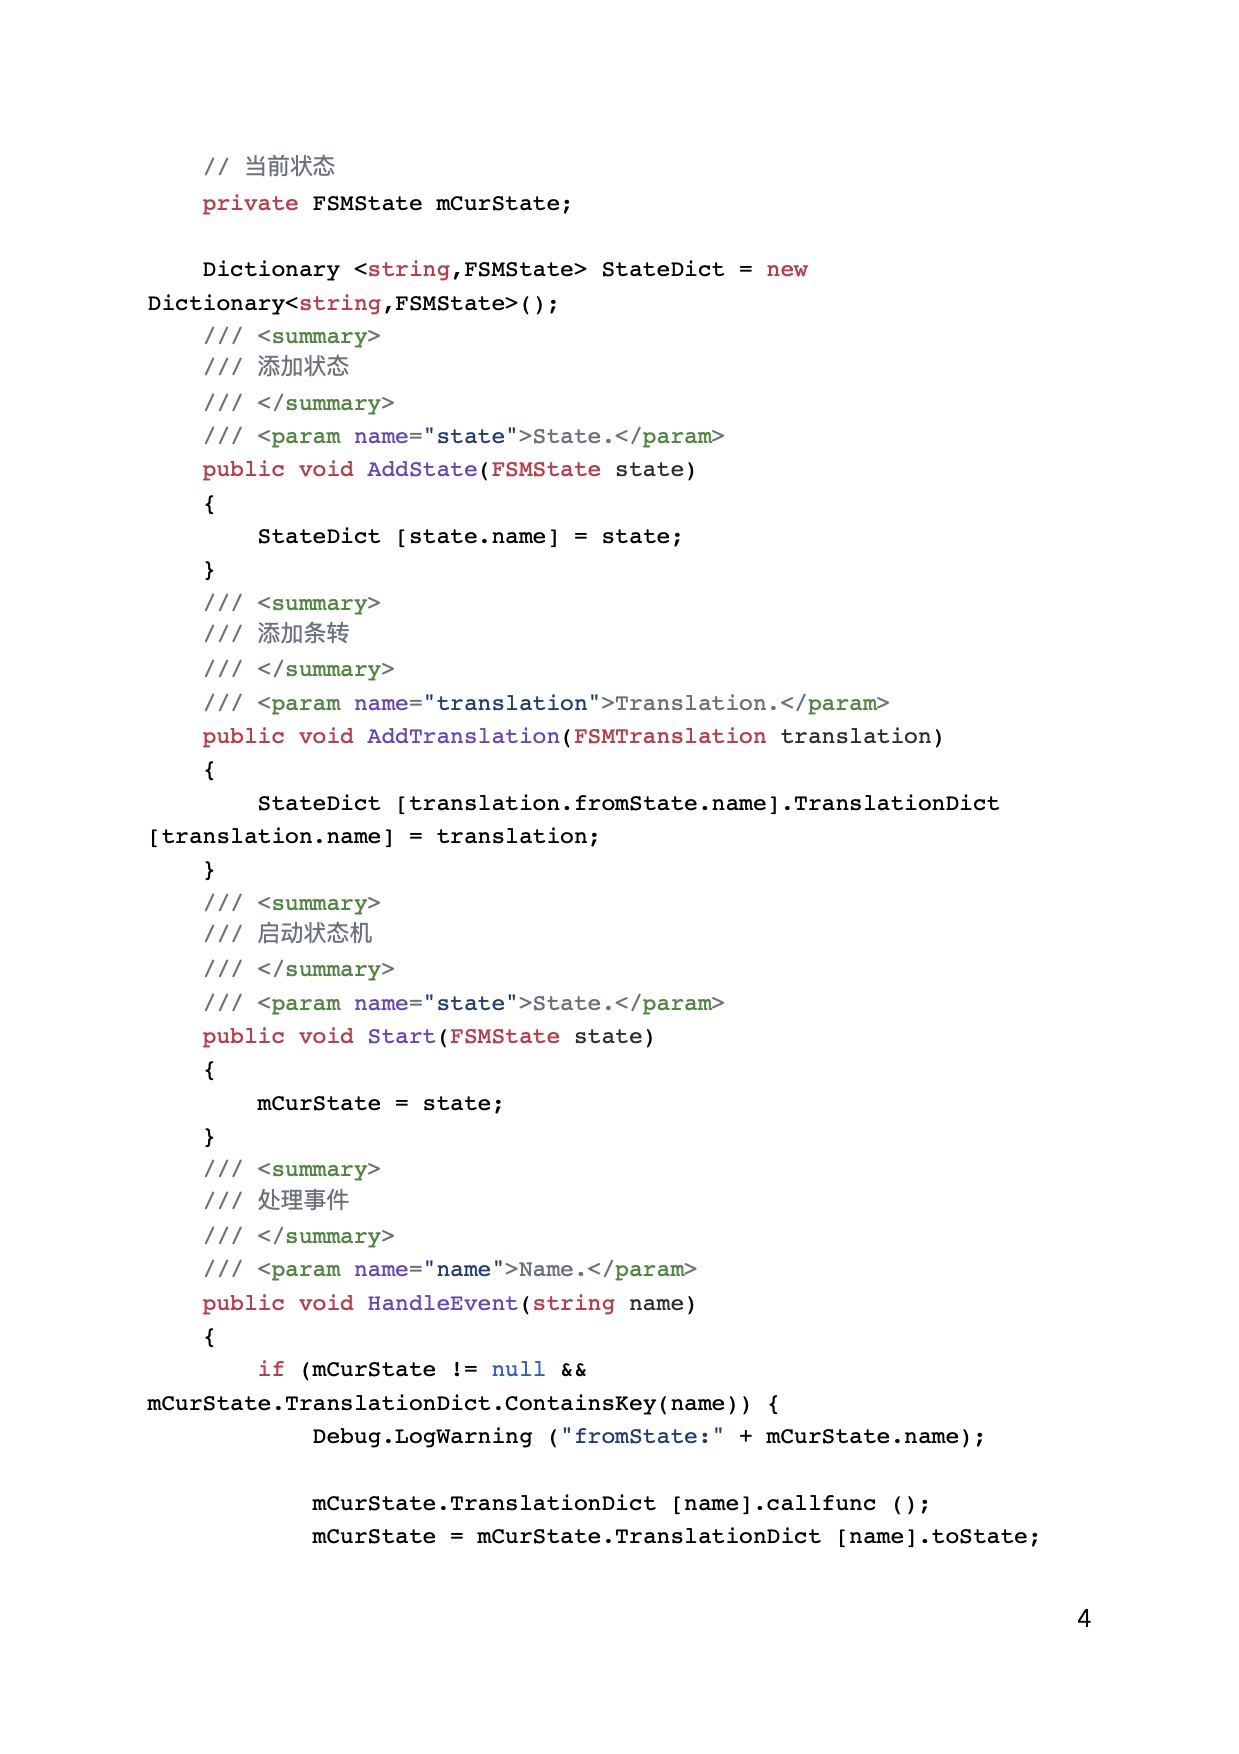 // 当前状态
private FSMState mCurState;
Dictionary <string,FSMState> StateDict = new
Dictionary<string,FSMState>();
/// <summary>
/// 添加状态
/// </summary>
/// <param name="state">State.</param>
public void AddState(FSMState state)
{
StateDict [state.name] = state;
}
/// <summary>
/// 添加条转
/// </summary>
/// <param name="translation">Translation.</param>
public void AddTranslation(FSMTranslation translation)
{
StateDict [translation.fromState.name].TranslationDict
[translation.name] = translation;
}
/// <summary>
/// 启动状态机
/// </summary>
/// <param name="state">State.</param>
public void Start(FSMState state)
{
mCurState = state;
}
/// <summary>
/// 处理事件
/// </summary>
/// <param name="name">Name.</param>
public void HandleEvent(string name)
{
if (mCurState != null &&
mCurState.TranslationDict.ContainsKey(name)) {
Debug.LogWarning ("fromState:" + mCurState.name);
mCurState.TranslationDict [name].callfunc ();
mCurState = mCurState.TranslationDict [name].toState;
4